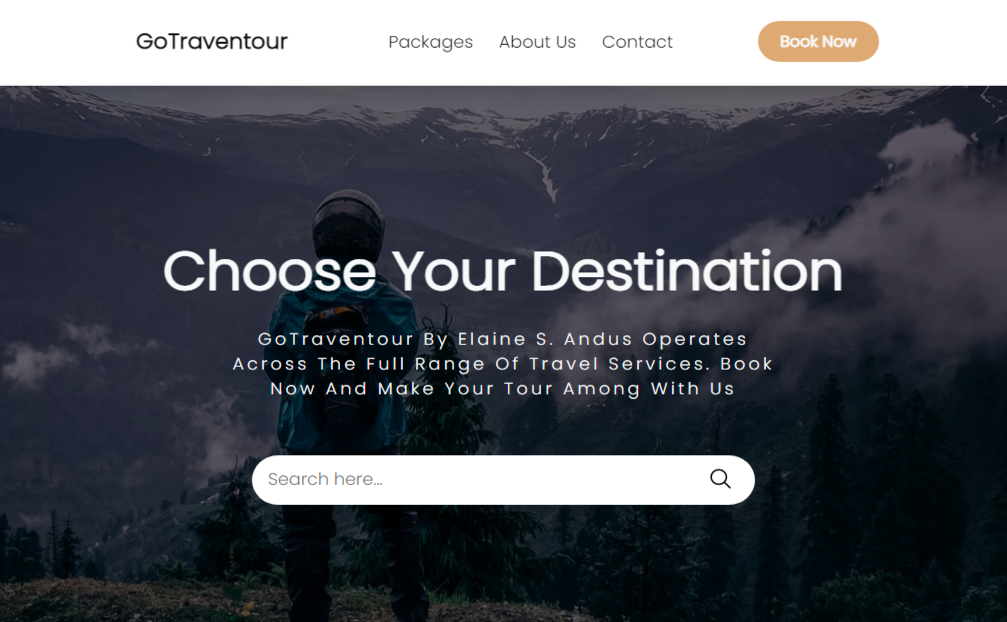 GoTraventour
Packages About Us Contact
Book Now
Choose Your Destination
GoTraventour By Elaine S. Andus Operates
Across The Full Range Of Travel Services. Book
Now And Make Your Tour Among With Us
Search here...